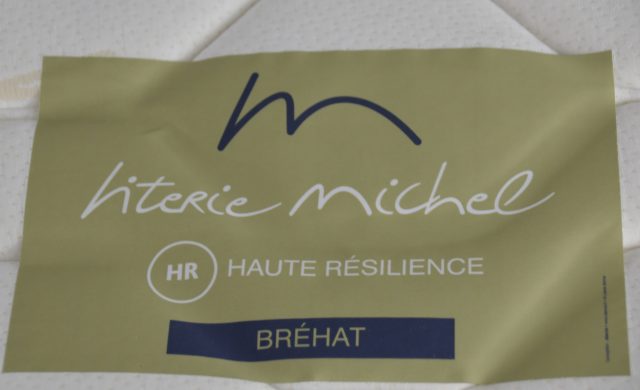 Literie Michel
HR HAUTE RÉSILIENCE
BRÉHAT